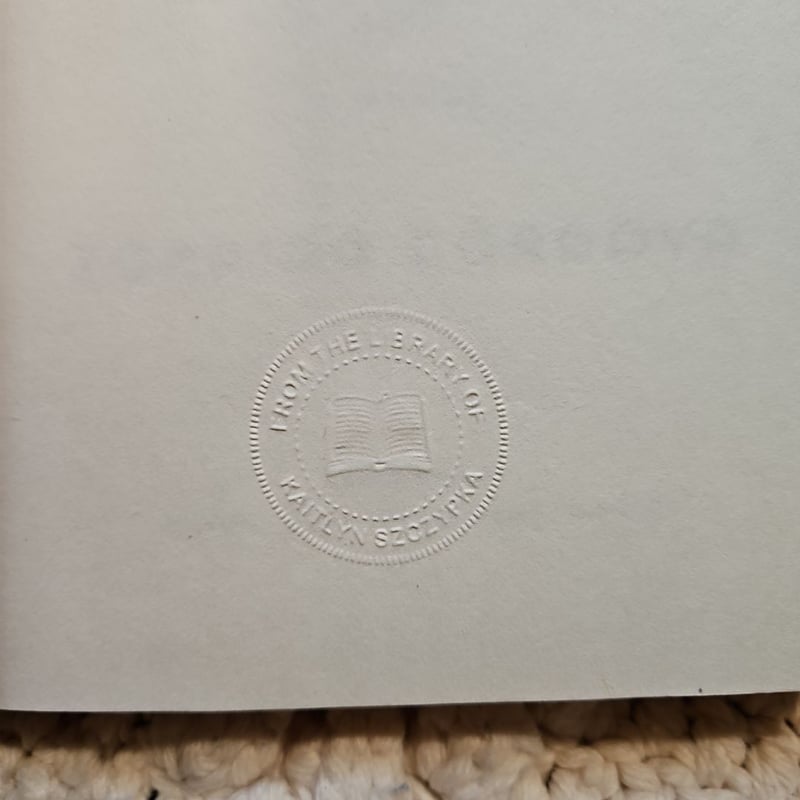 FROM THE LIBRARY OF
KAITLYN SZCZYPKA